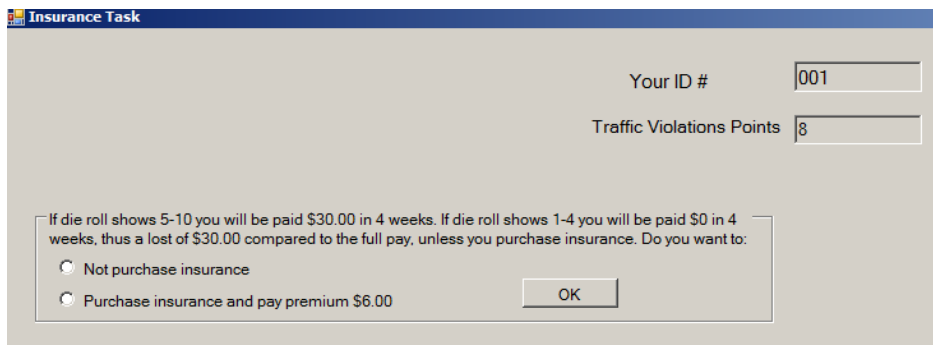 Insurance Task
Your ID # 001
Traffic Violations Points 8
If die roll shows 5-10 you will be paid $30.00 in 4 weeks. If die roll shows 1-4 you will be paid $0 in 4
weeks, thus a lost of $30.00 compared to the full pay, unless you purchase insurance. Do you want to:
Not purchase insurance
Purchase insurance and pay premium $6.00
OK